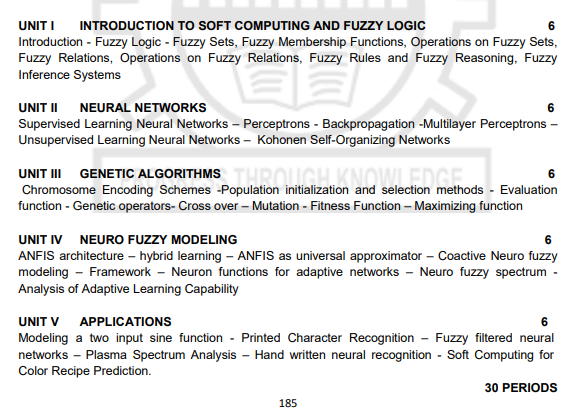 UNIT I INTRODUCTION TO SOFT COMPUTING AND FUZZY LOGIC 6
Introduction - Fuzzy Logic - Fuzzy Sets, Fuzzy Membership Functions, Operations on Fuzzy Sets,
Fuzzy Relations, Operations on Fuzzy Relations, Fuzzy Rules and Fuzzy Reasoning, Fuzzy
Inference Systems
UNIT II NEURAL NETWORKS 6
Supervised Learning Neural Networks – Perceptrons - Backpropagation -Multilayer Perceptrons –
Unsupervised Learning Neural Networks – Kohonen Self-Organizing Networks
UNIT III GENETIC ALGORITHMS 6
THROUGH KNOWLEDGE
Chromosome Encoding Schemes -Population initialization and selection methods - Evaluation
function - Genetic operators- Cross over – Mutation - Fitness Function – Maximizing function
UNIT IV NEURO FUZZY MODELING 6
ANFIS architecture – hybrid learning – ANFIS as universal approximator – Coactive Neuro fuzzy
modeling – Framework – Neuron functions for adaptive networks – Neuro fuzzy spectrum -
Analysis of Adaptive Learning Capability
UNIT V APPLICATIONS 6
Modeling a two input sine function - Printed Character Recognition – Fuzzy filtered neural
networks – Plasma Spectrum Analysis – Hand written neural recognition - Soft Computing for
Color Recipe Prediction.
30 PERIODS
185